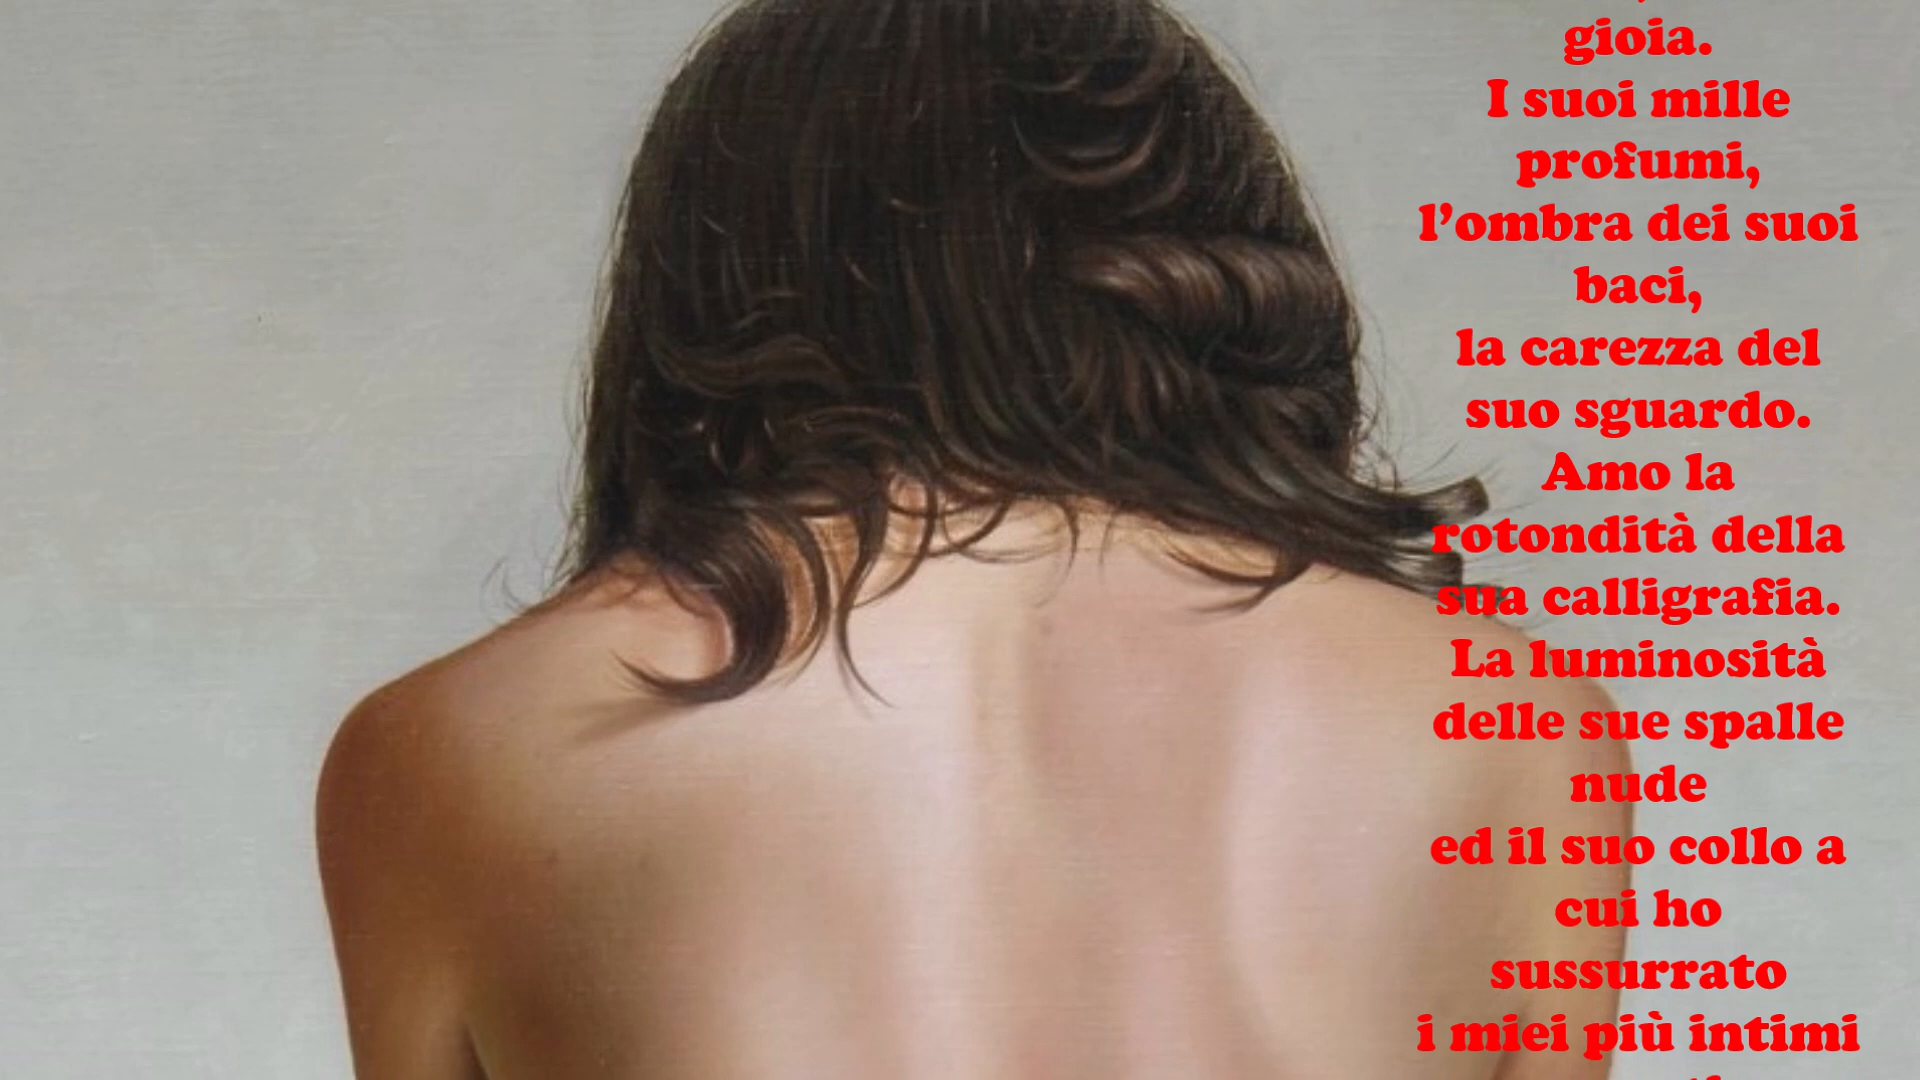 gioia.
I suoi mille
profumi,
l’ombra dei suoi
baci,
la carezza del
suo sguardo.
Amo la
rotondità della
sua calligrafia.
La luminosità
delle sue spalle
nude
ed il suo collo a
cui ho
sussurrato
i miei più intimi